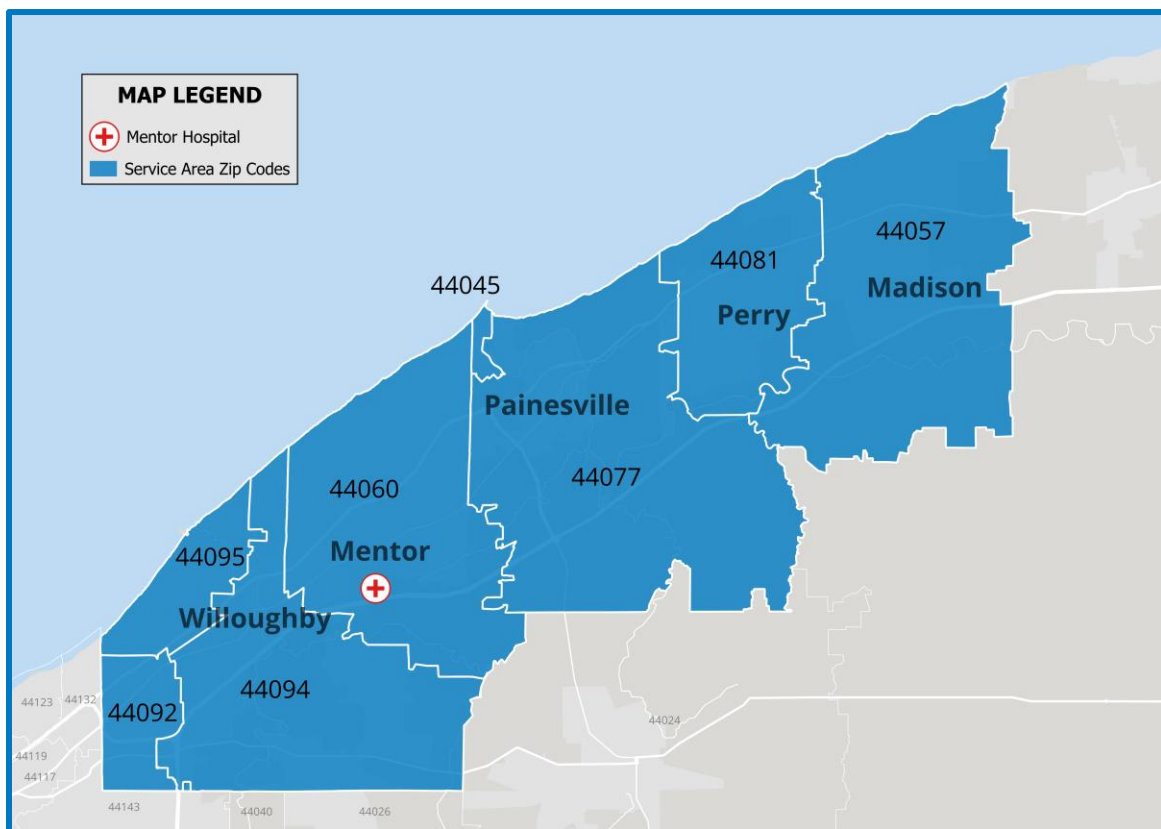 MAP LEGEND
Mentor Hospital
Service Area Zip Codes
44057
44081
44045
Madison
Perry
Painesville
44077
44060
Mentor
44095
Willoughby
44094
44092
44123
44132
44024
44119
44117
44143
44040
44026